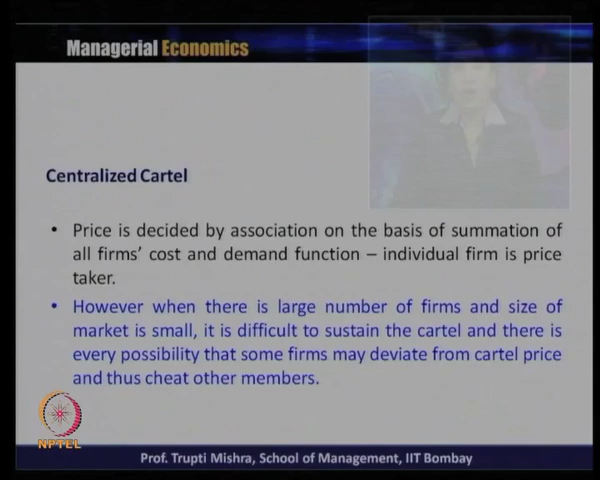 Managerial Economics
Centralized Cartel
• Price is decided by association on the basis of summation of
all firms' cost and demand function – individual firm is price
taker.
• However when there is large number of firms and size of
market is small, it is difficult to sustain the cartel and there is
every possibility that some firms may deviate from cartel price
and thus cheat other members.
NPTEL
Prof. Trupti Mishra, School of Management, IIT Bombay